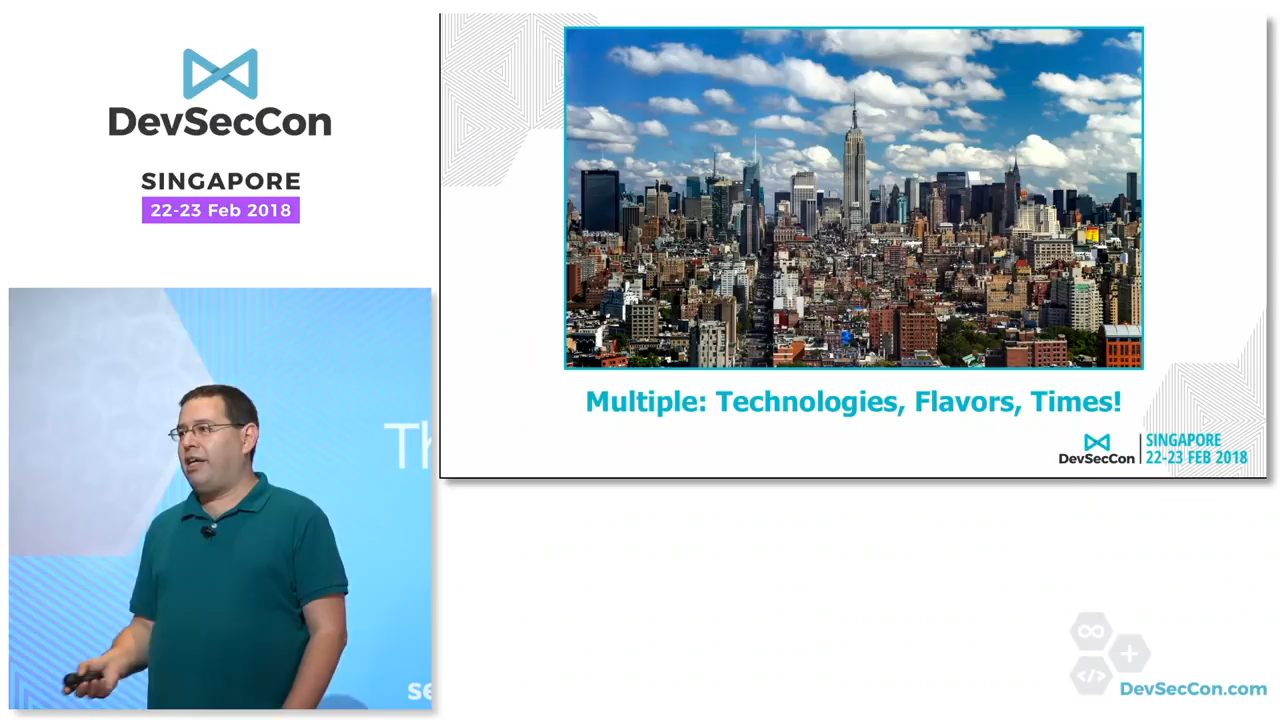 DevSecCon
SINGAPORE
22-23 Feb 2018
Multiple: Technologies, Flavors, Times!
DevSecCon
SINGAPORE
22-23 FEB 2018
DevSecCon.com